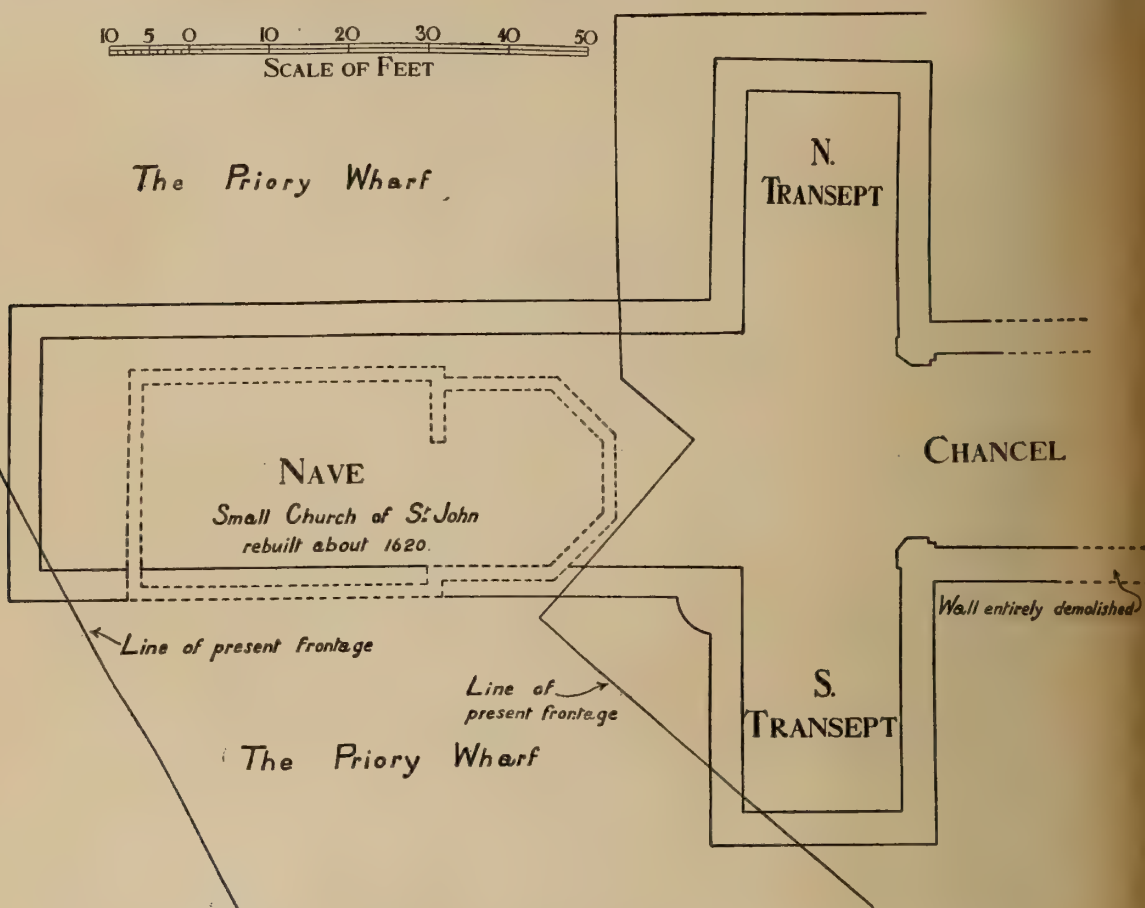 10 5 0 10 20 30 40 50
SCALE OF FEET
The Priory Wharf
N.
TRANSEPT
CHANCEL
NAVE
Small Church of St. John
rebuilt about 1620.
Wall entirely demolished
Line of present frontage
Line of
present frontage
S.
TRANSEPT
The Priory Wharf